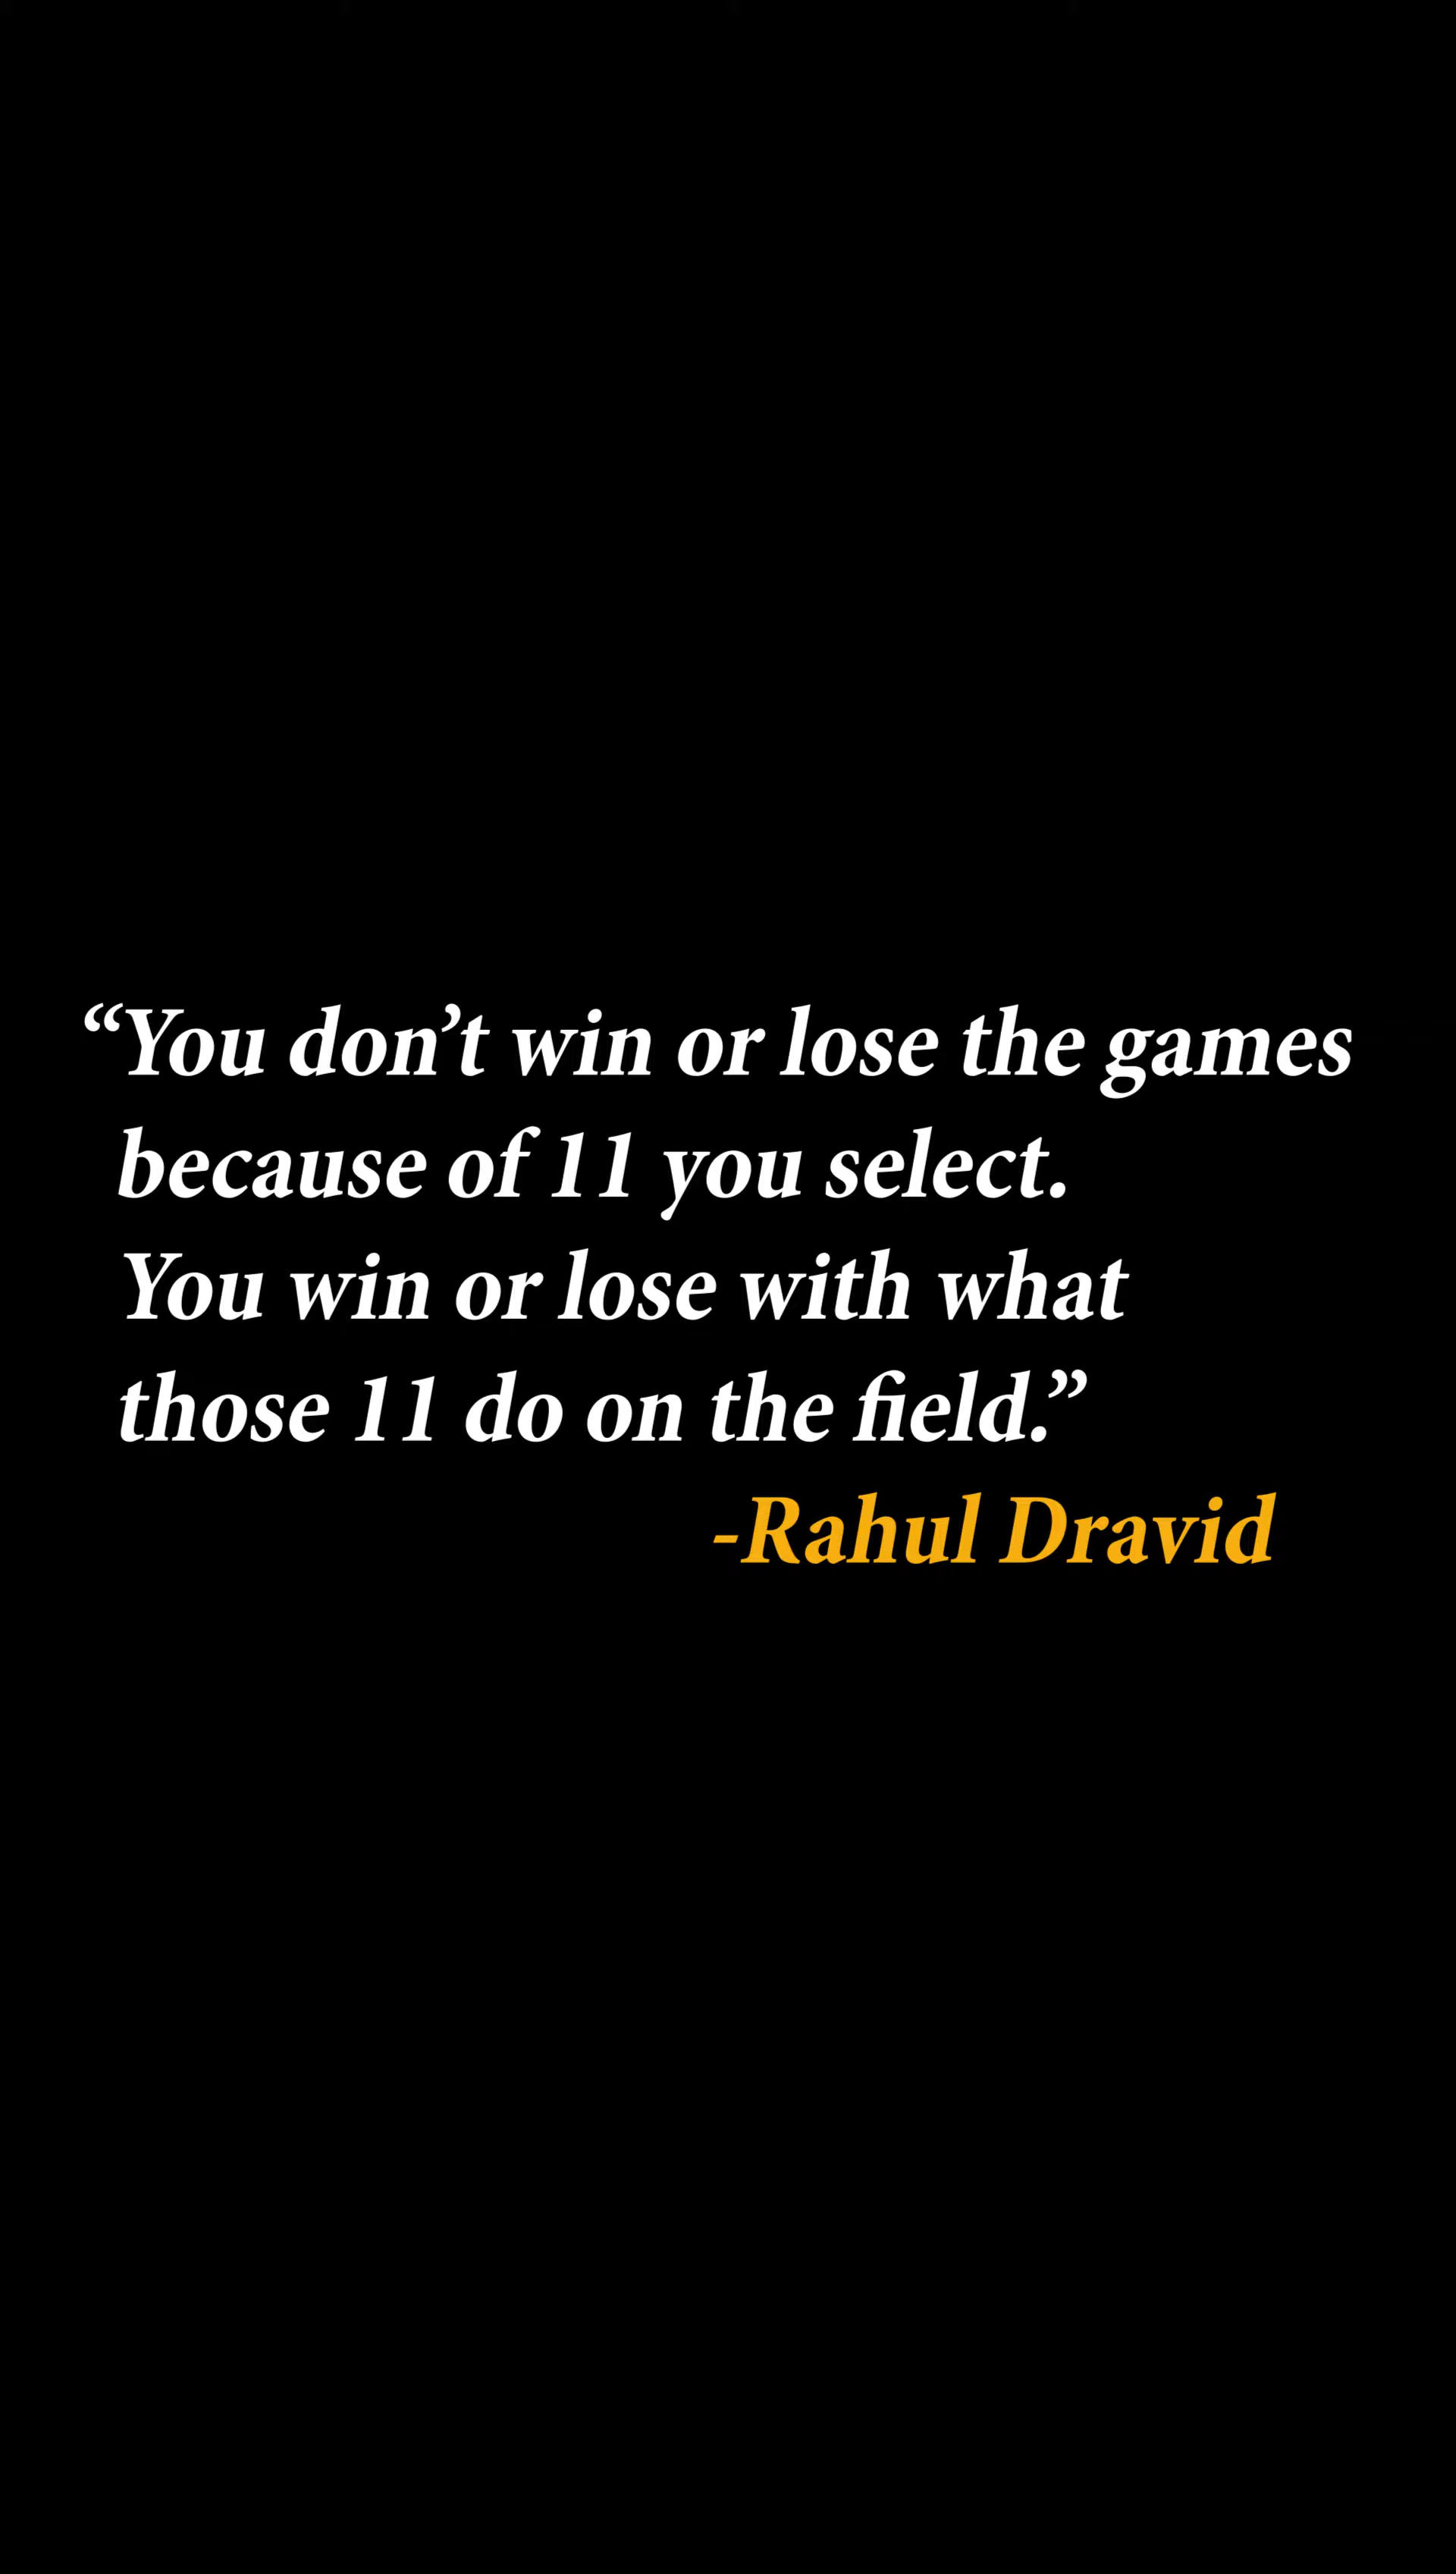 “You don’t win or lose the games
because of 11 you select.
You win or lose with what
those 11 do on the field.”
-Rahul Dravid